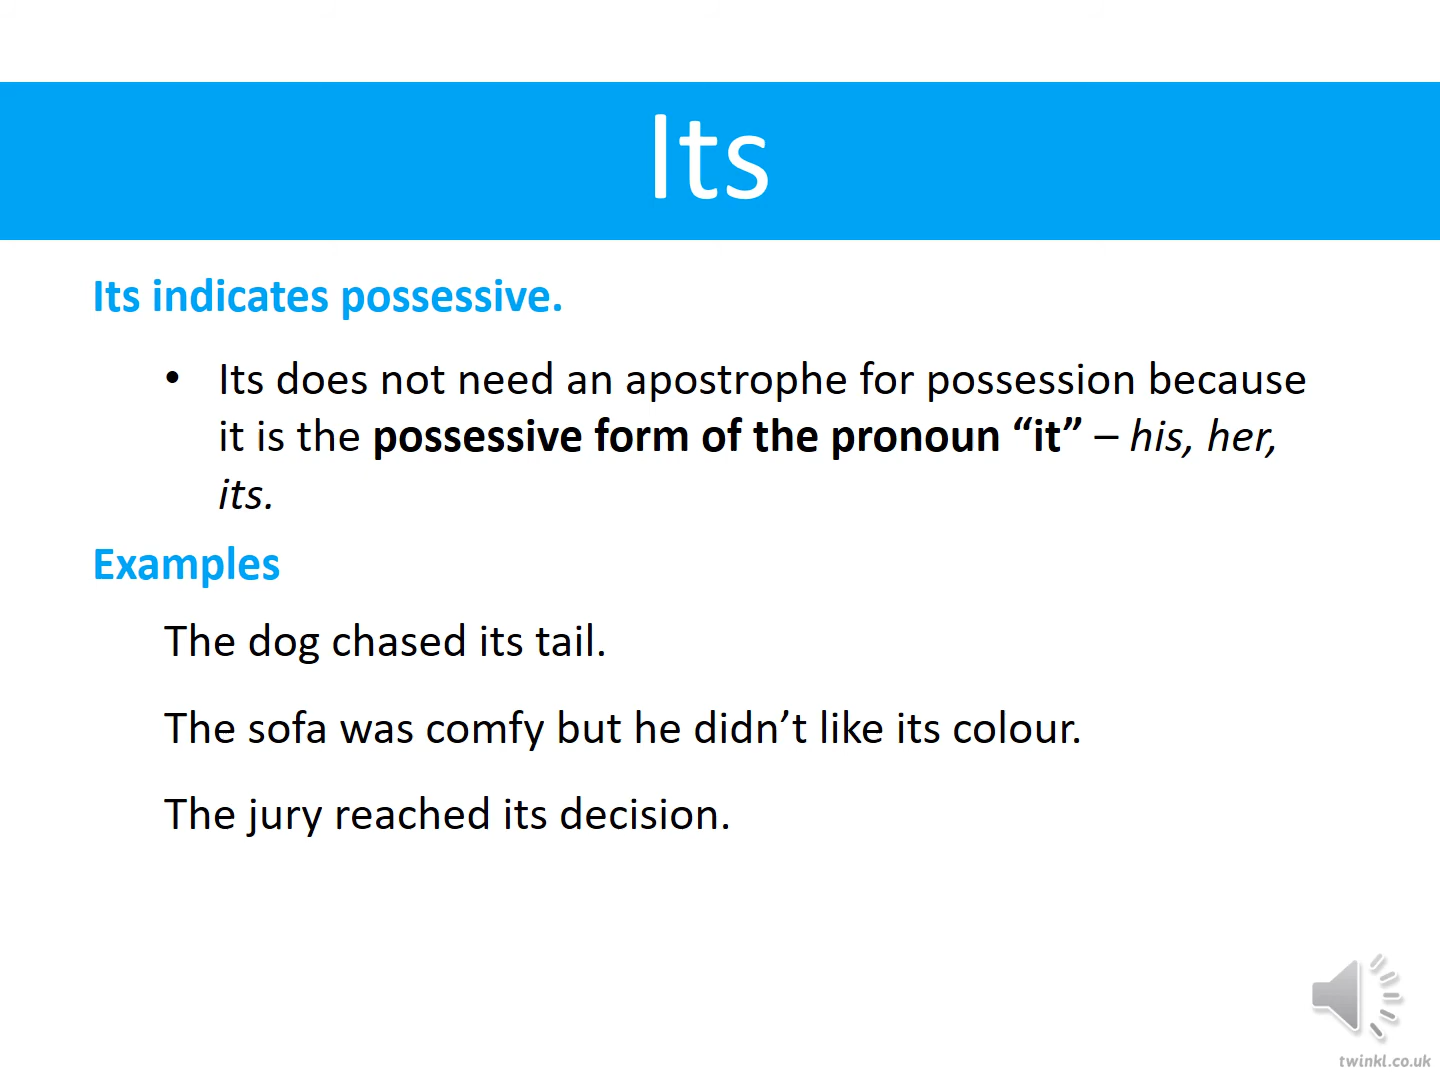 Its
Its indicates possessive.
• Its does not need an apostrophe for possession because
it is the possessive form of the pronoun “it” – his, her,
its.
Examples
The dog chased its tail.
The sofa was comfy but he didn’t like its colour.
The jury reached its decision.
twinkl.co.uk